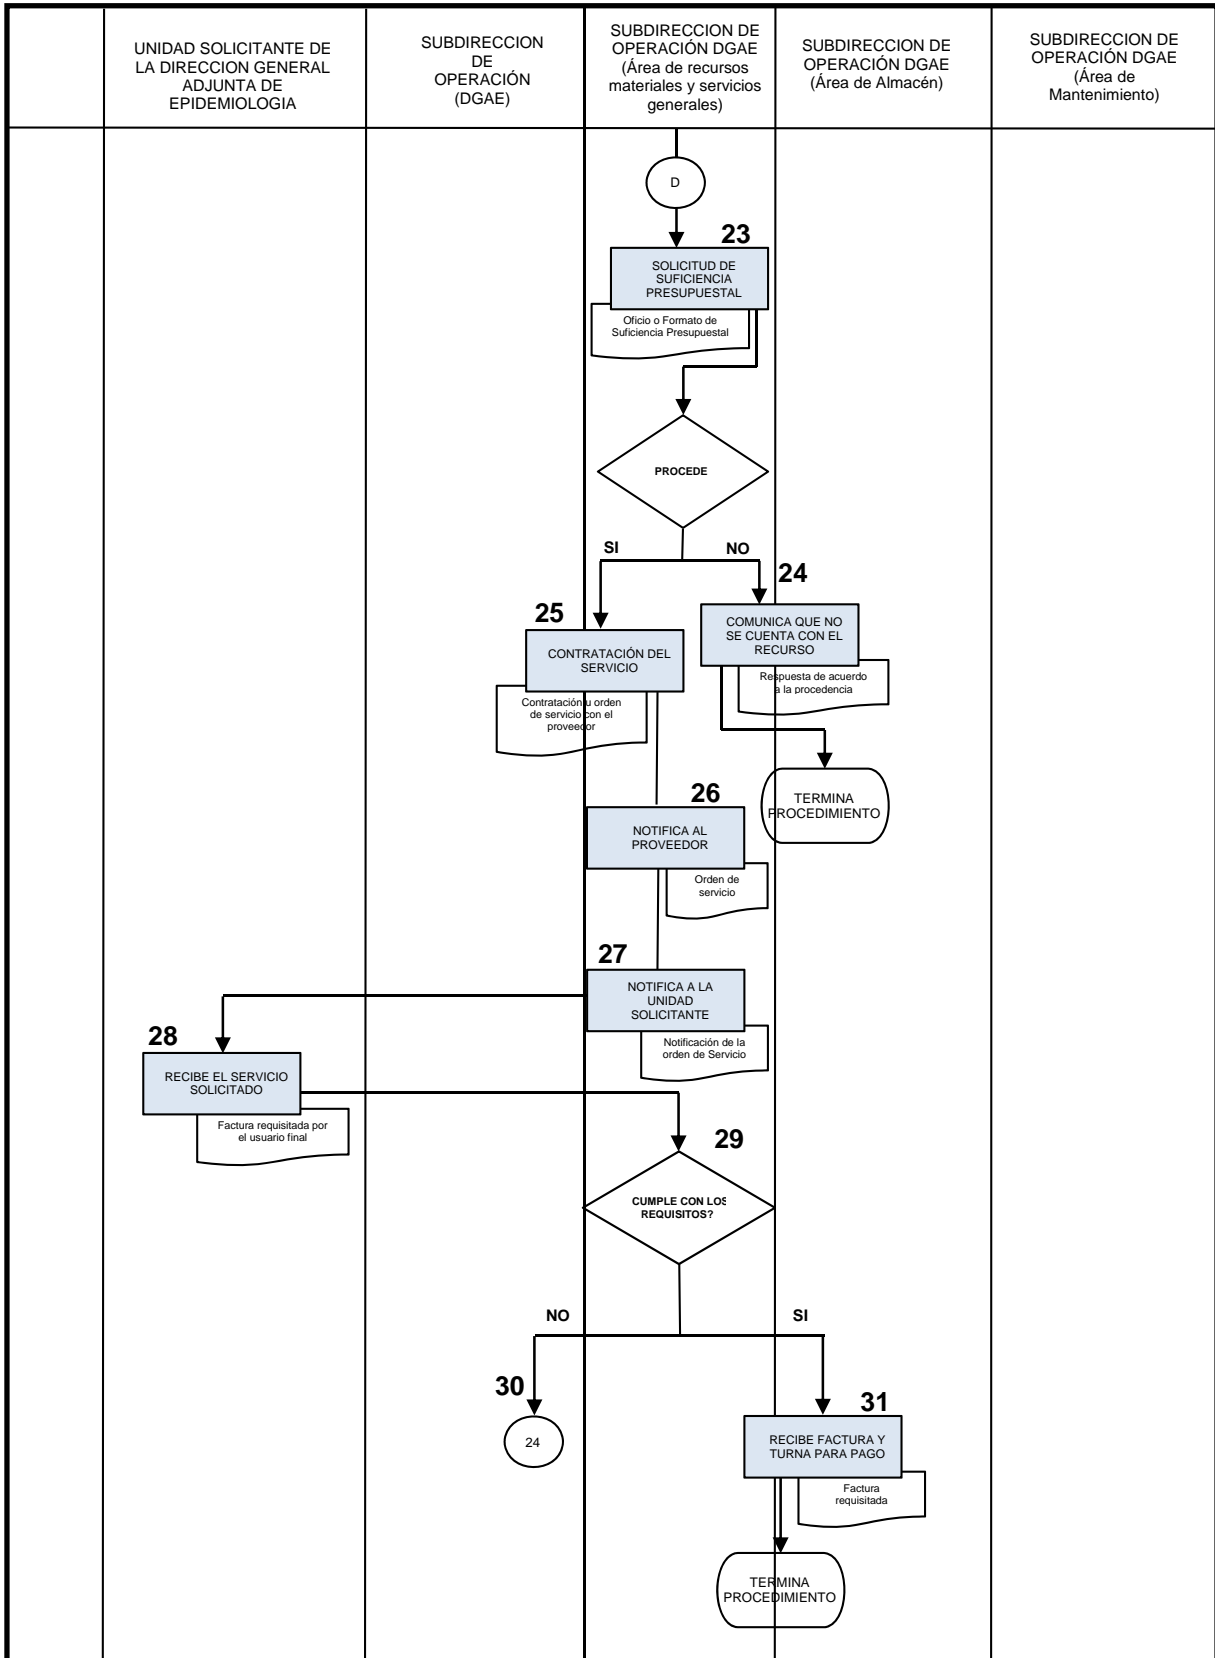 UNIDAD SOLICITANTE DE
LA DIRECCION GENERAL
ADJUNTA DE
EPIDEMIOLOGIA
SUBDIRECCION
DE
OPERACIÓN
(DGAE)
SUBDIRECCION DE
OPERACIÓN DGAE
(Área de recursos
materiales y servicios
generales)
SUBDIRECCION DE
OPERACIÓN DGAE
(Área de Almacén)
SUBDIRECCION DE
OPERACIÓN DGAE
(Área de
Mantenimiento)
D
23
SOLICITUD DE
SUFICIENCIA
PRESUPUESTAL
Oficio o Formato de
Suficiencia Presupuestal
PROCEDE
SI
NO
24
COMUNICA QUE NO
SE CUENTA CON EL
RECURSO
Respuesta de acuerdo
a la procedencia
TERMINA
PROCEDIMIENTO
25
CONTRATACIÓN DEL
SERVICIO
Contratación u orden
de servicio con el
proveedor
26
NOTIFICA AL
PROVEEDOR
Orden de
servicio
27
NOTIFICA A LA
UNIDAD
SOLICITANTE
Notificación de la
orden de Servicio
28
RECIBE EL SERVICIO
SOLICITADO
Factura requisitada por
el usuario final
29
CUMPLE CON LOS
REQUISITOS?
NO
SI
30
24
31
RECIBE FACTURA Y
TURNA PARA PAGO
Factura
requisitada
TERMINA
PROCEDIMIENTO